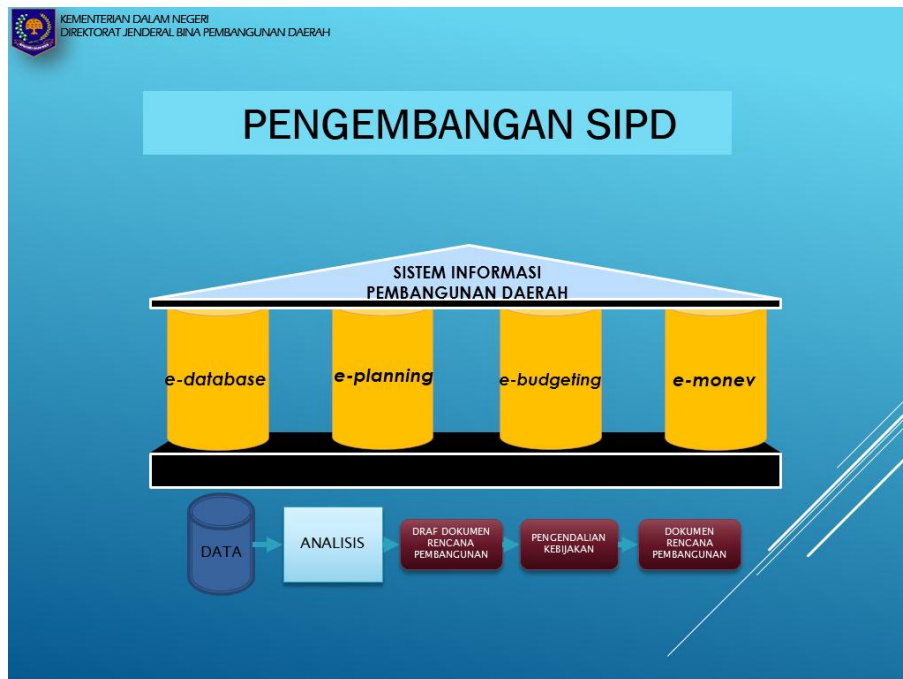 KEMENTERIAN DALAM NEGERI
DIREKTORAT JENDERAL BINA PEMBANGUNAN DAERAH
PENGEMBANGAN SIPD
SISTEM INFORMASI
PEMBANGUNAN DAERAH
e-database
e-planning
e-budgeting
e-monev
DATA
ANALISIS
DRAF DOKUMEN
RENCANA
PEMBANGUNAN
PENGENDALIAN
KEBIJAKAN
DOKUMEN
RENCANA
PEMBANGUNAN